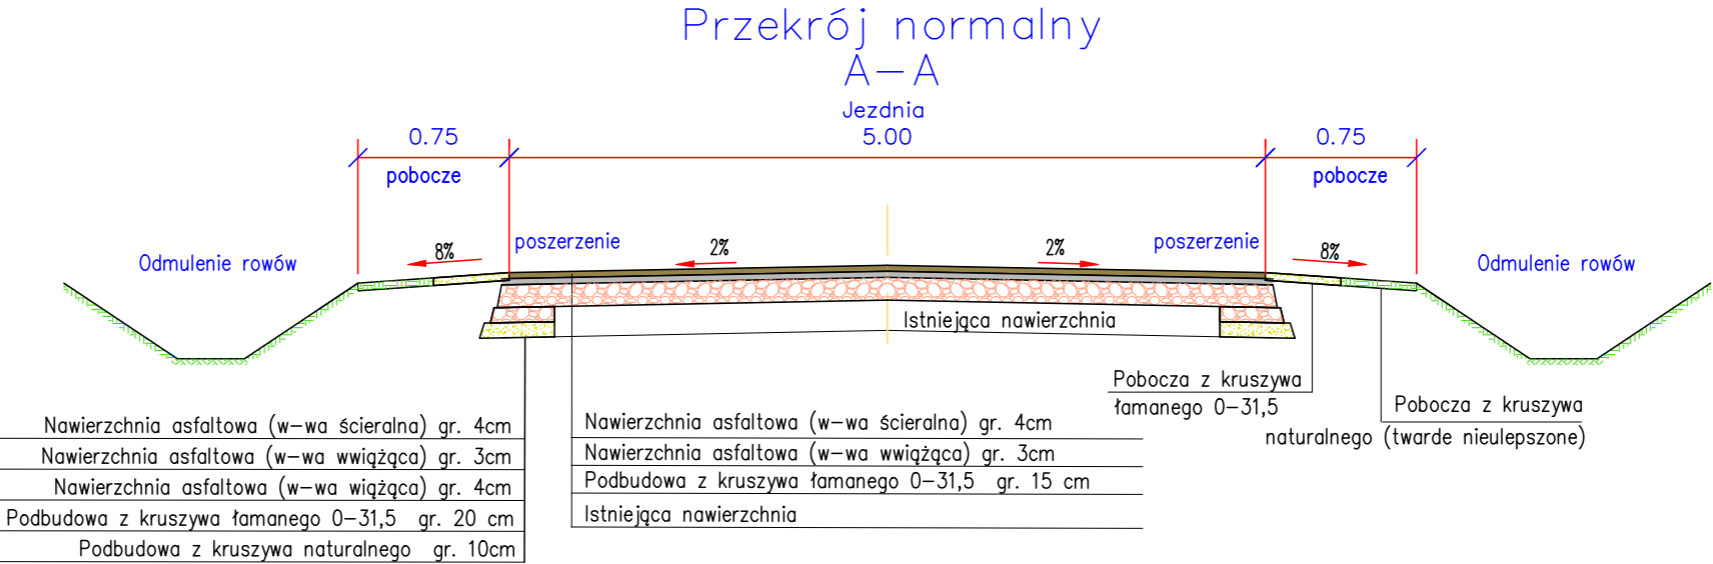 Przekrój normalny
A–A
Jezdnia
0.75
5.00
0.75
pobocze
pobocze
8%
poszerzenie
2%
2%
poszerzenie
8%
Odmulenie rowów
Odmulenie rowów
Istniejąca nawierzchnia
Pobocza z kruszywa
łamanego 0–31,5
Pobocza z kruszywa
naturalnego (twarde nieulepszone)
Nawierzchnia asfaltowa (w–wa ścieralna) gr. 4cm
Nawierzchnia asfaltowa (w–wa wwiążąca) gr. 3cm
Nawierzchnia asfaltowa (w–wa wiążąca) gr. 4cm
Podbudowa z kruszywa łamanego 0–31,5 gr. 20 cm
Podbudowa z kruszywa naturalnego gr. 10cm
Nawierzchnia asfaltowa (w–wa ścieralna) gr. 4cm
Nawierzchnia asfaltowa (w–wa wwiążąca) gr. 3cm
Podbudowa z kruszywa łamanego 0–31,5 gr. 15 cm
Istniejąca nawierzchnia